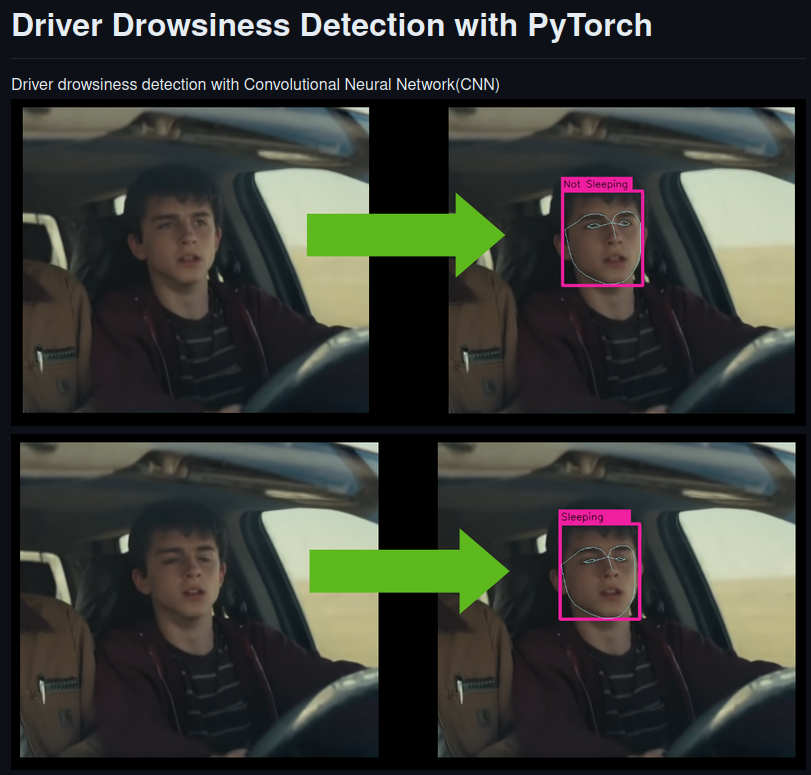 Driver Drowsiness Detection with PyTorch
Driver drowsiness detection with Convolutional Neural Network(CNN)
Not Sleeping
Sleeping